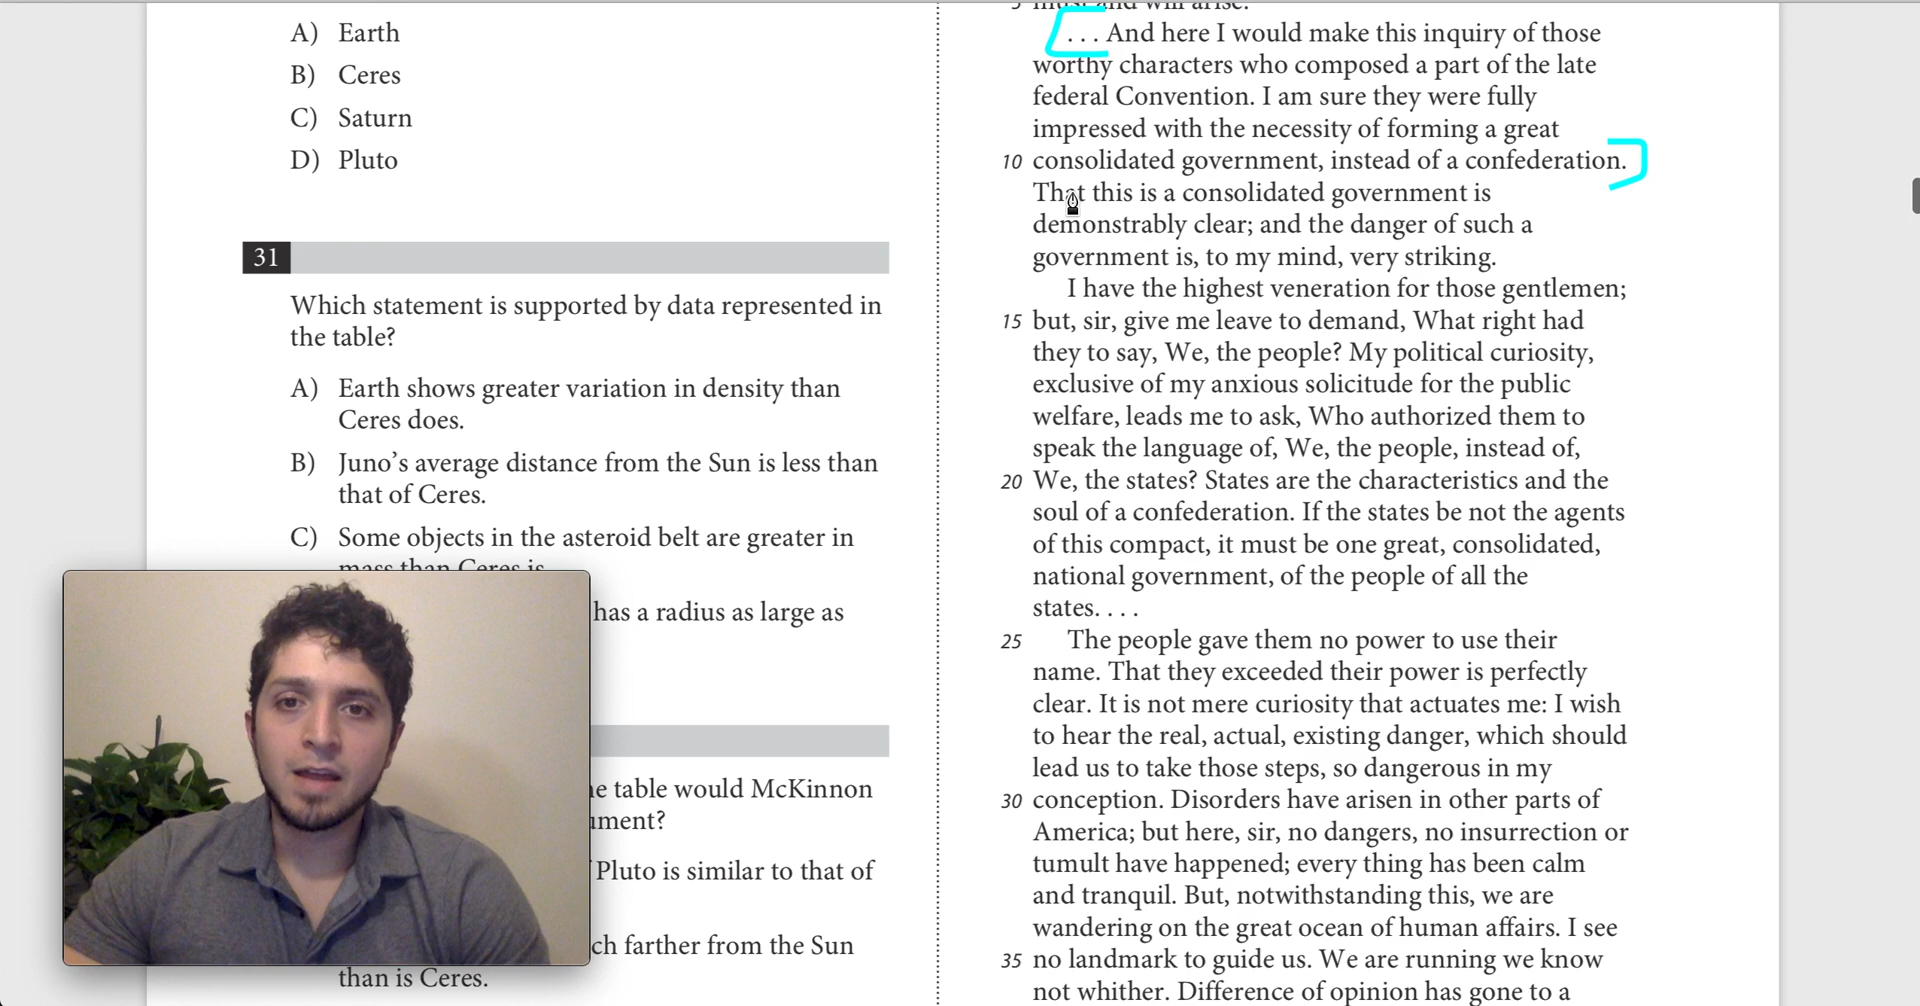 A) Earth
B) Ceres
C) Saturn
D) Pluto
31
Which statement is supported by data represented in
the table?
A) Earth shows greater variation in density than
Ceres does.
B) Juno’s average distance from the Sun is less than
that of Ceres.
C) Some objects in the asteroid belt are greater in
mass than Ceres is.
has a radius as large as
table would McKinnon
Pluto is similar to that of
farther from the Sun
than is Ceres.
5 must and will arise.
. . . And here I would make this inquiry of those
worthy characters who composed a part of the late
federal Convention. I am sure they were fully
impressed with the necessity of forming a great
10 consolidated government, instead of a confederation.
That this is a consolidated government is
demonstrably clear; and the danger of such a
government is, to my mind, very striking.
I have the highest veneration for those gentlemen;
15 but, sir, give me leave to demand, What right had
they to say, We, the people? My political curiosity,
exclusive of my anxious solicitude for the public
welfare, leads me to ask, Who authorized them to
speak the language of, We, the people, instead of,
20 We, the states? States are the characteristics and the
soul of a confederation. If the states be not the agents
of this compact, it must be one great, consolidated,
national government, of the people of all the
states. . . .
25 The people gave them no power to use their
name. That they exceeded their power is perfectly
clear. It is not mere curiosity that actuates me: I wish
to hear the real, actual, existing danger, which should
lead us to take those steps, so dangerous in my
30 conception. Disorders have arisen in other parts of
America; but here, sir, no dangers, no insurrection or
tumult have happened; every thing has been calm
and tranquil. But, notwithstanding this, we are
wandering on the great ocean of human affairs. I see
35 no landmark to guide us. We are running we know
not whither. Difference of opinion has gone to a